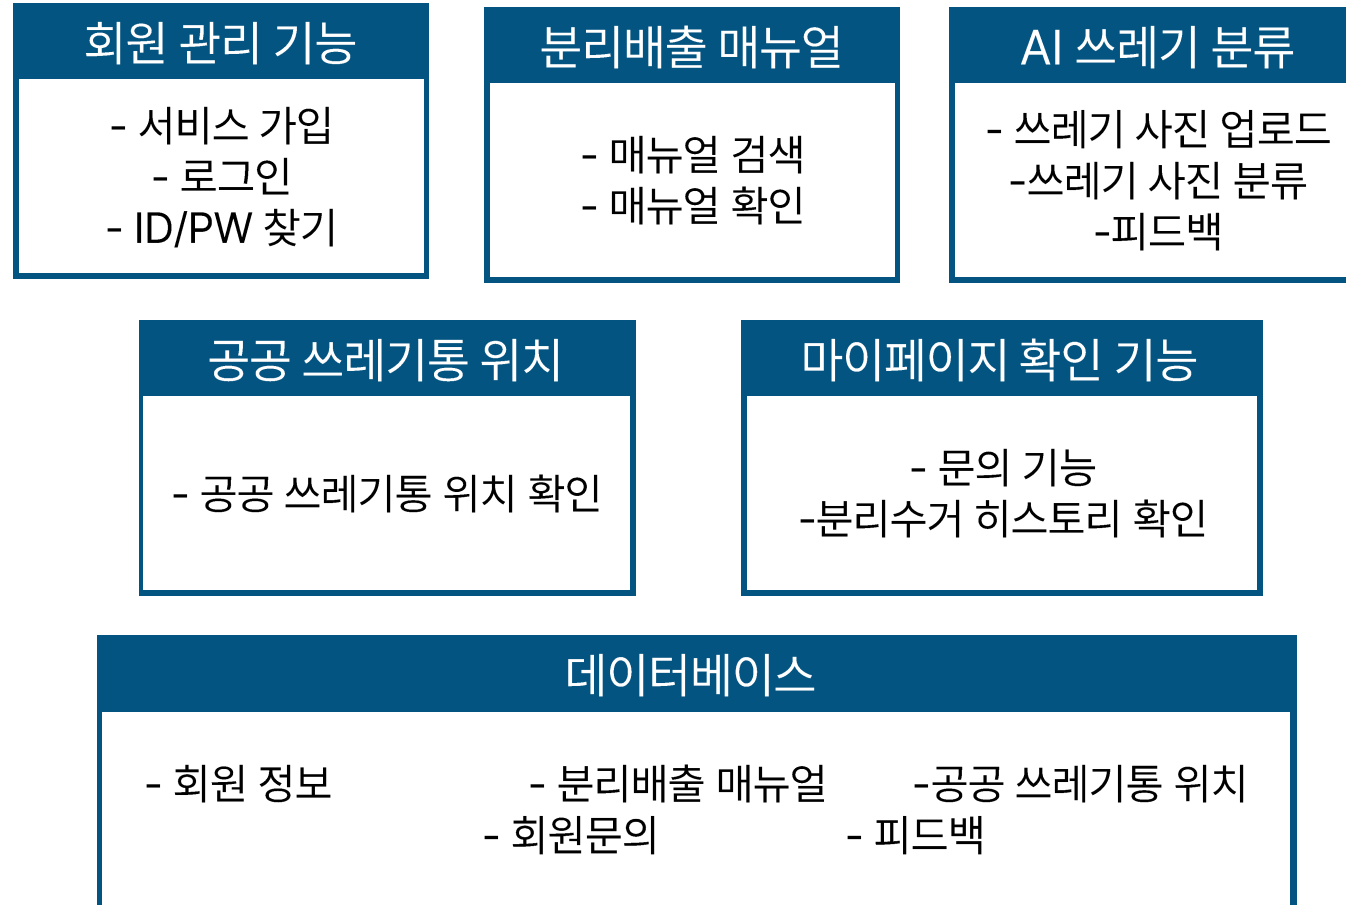 회원 관리 기능
- 서비스 가입
- 로그인
- ID/PW 찾기
분리배출 매뉴얼
- 매뉴얼 검색
- 매뉴얼 확인
AI 쓰레기 분류
- 쓰레기 사진 업로드
-쓰레기 사진 분류
-피드백
공공 쓰레기통 위치
- 공공 쓰레기통 위치 확인
마이페이지 확인 기능
- 문의 기능
-분리수거 히스토리 확인
데이터베이스
- 회원 정보 - 분리배출 매뉴얼 -공공 쓰레기통 위치
- 회원문의 - 피드백